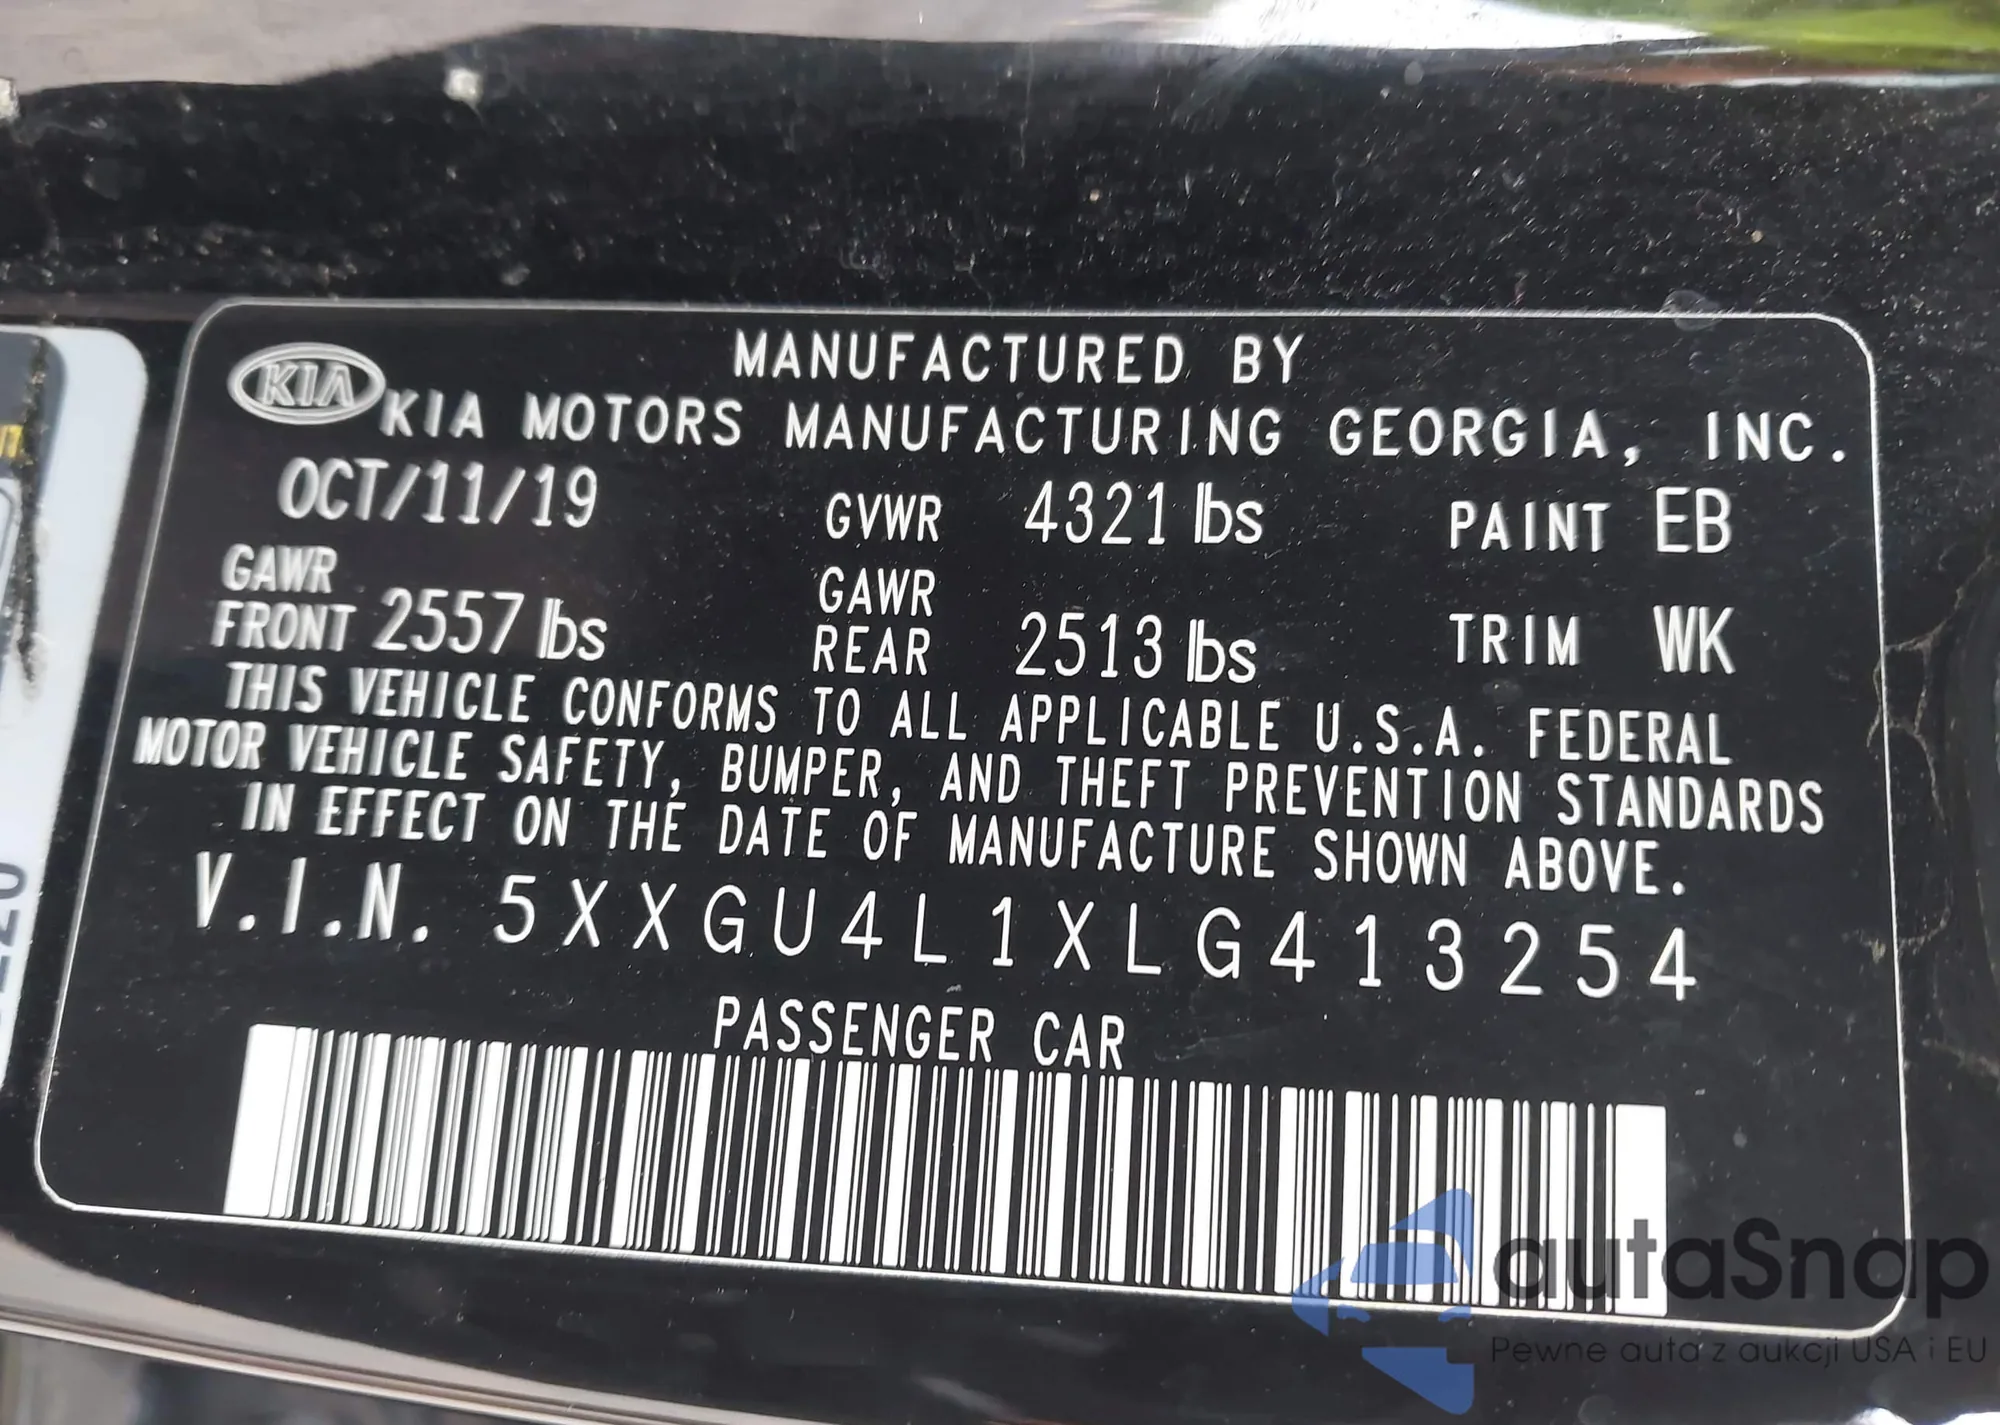 MANUFACTURED BY
KIA KIA MOTORS MANUFACTURING GEORGIA, INC.
OCT/11/19 GVWR 4321 lbs PAINT EB
GAWR FRONT 2557 lbs GAWR REAR 2513 lbs TRIM WK
THIS VEHICLE CONFORMS TO ALL APPLICABLE U.S.A. FEDERAL
MOTOR VEHICLE SAFETY, BUMPER, AND THEFT PREVENTION STANDARDS
IN EFFECT ON THE DATE OF MANUFACTURE SHOWN ABOVE.
V.I.N. 5XXGU4L1XLG413254
PASSENGER CAR
autaSnap
Pewne auta z aukcji USA i EU